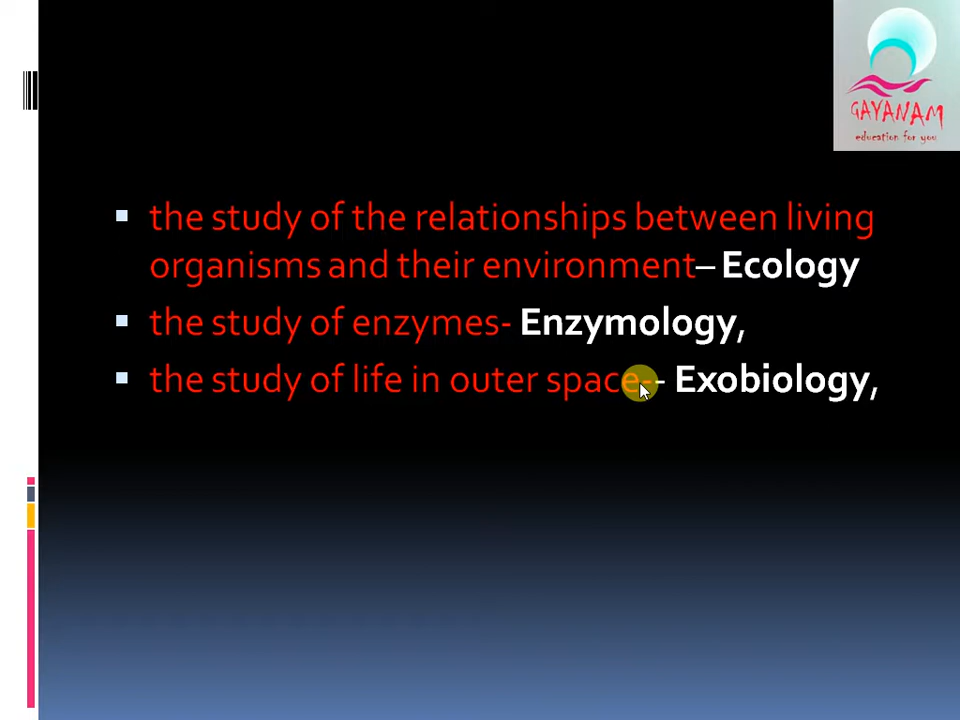 GAYANAM
education for you
the study of the relationships between living
organisms and their environment– Ecology
the study of enzymes- Enzymology,
the study of life in outer space-- Exobiology,